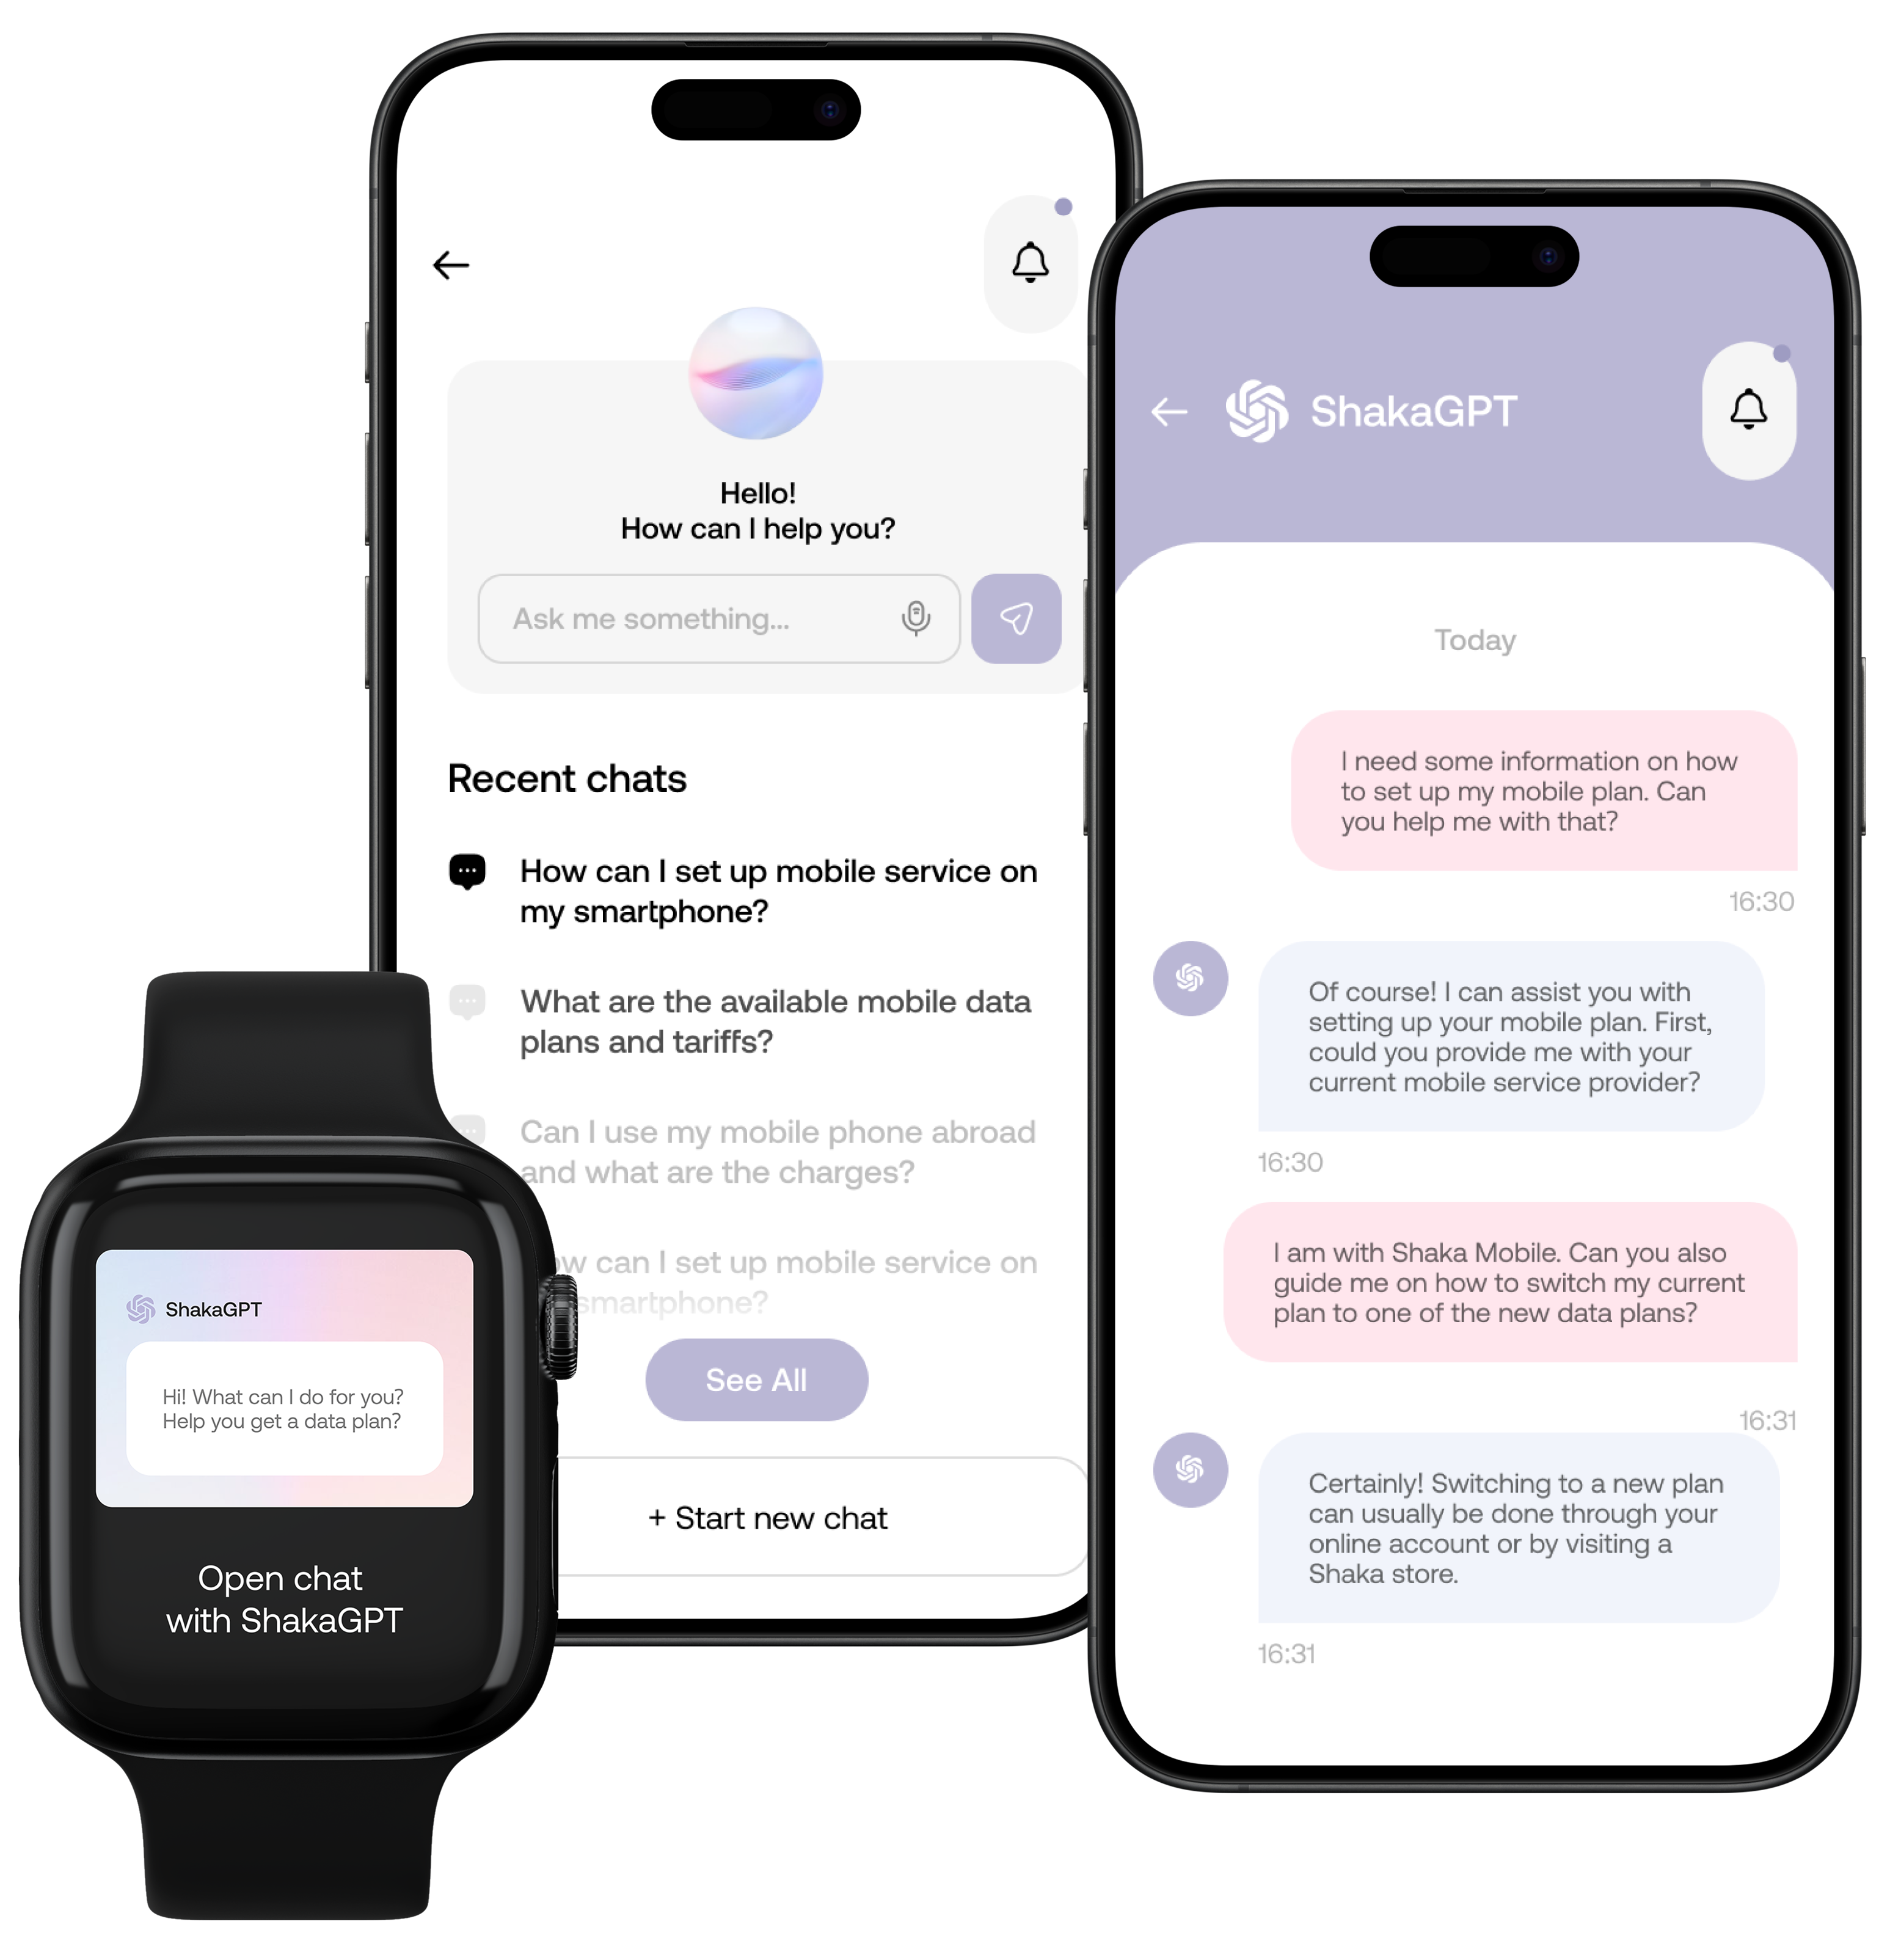 Hello!
How can I help you?
Ask me something...
Recent chats
How can I set up mobile service on
my smartphone?
What are the available mobile data
plans and tariffs?
Can I use my mobile phone abroad
and what are the charges?
can I set up mobile service on
smartphone?
See All
+ Start new chat
ShakaGPT
Hi! What can I do for you?
Help you get a data plan?
Open chat
with ShakaGPT
ShakaGPT
Today
I need some information on how
to set up my mobile plan. Can
you help me with that?
16:30
Of course! I can assist you with
setting up your mobile plan. First,
could you provide me with your
current mobile service provider?
16:30
I am with Shaka Mobile. Can you also
guide me on how to switch my current
plan to one of the new data plans?
16:31
Certainly! Switching to a new plan
can usually be done through your
online account or by visiting a
Shaka store.
16:31